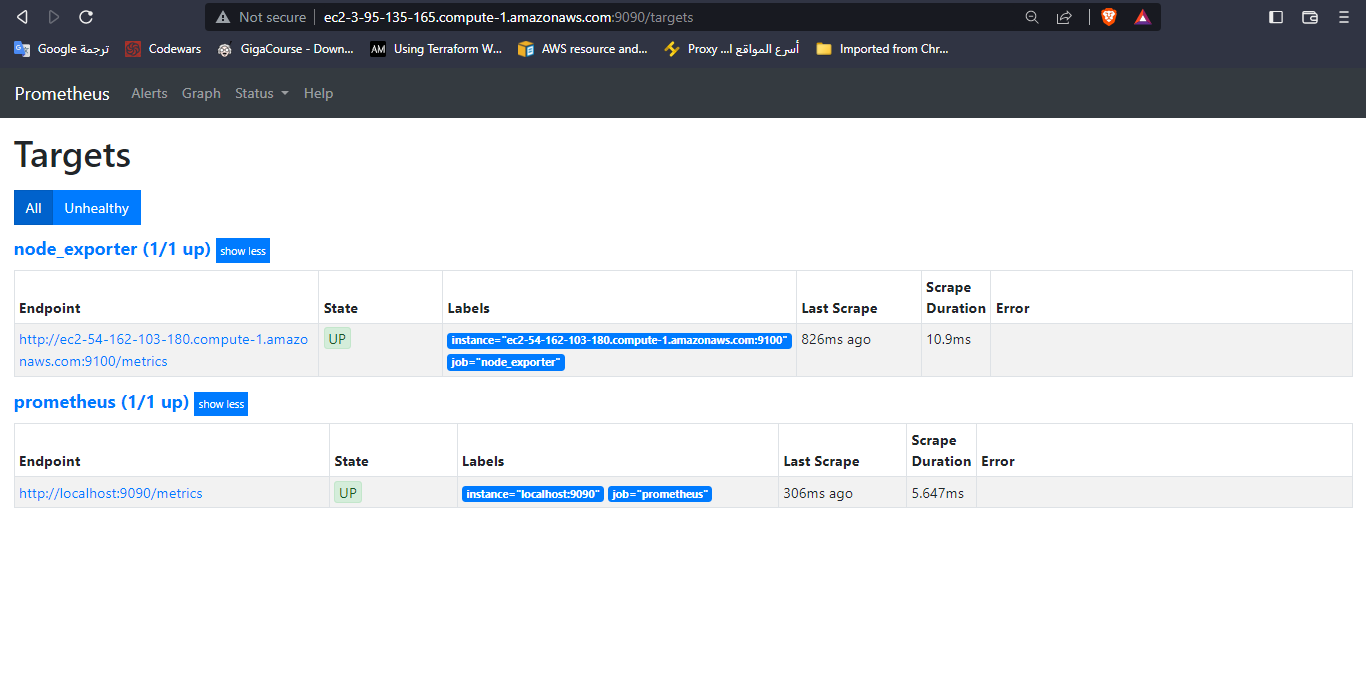 Not secure ec2-3-95-135-165.compute-1.amazonaws.com:9090/targets
ترجمة Google Codewars GigaCourse - Down... AM Using Terraform W... AWS resource and... أسرع المواقع ا... Proxy Imported from Chr...
Prometheus Alerts Graph Status Help
Targets
All Unhealthy
node_exporter (1/1 up) show less
Endpoint State Labels Last Scrape Scrape Duration Error
http://ec2-54-162-103-180.compute-1.amazo UP instance="ec2-54-162-103-180.compute-1.amazonaws.com:9100" 826ms ago 10.9ms
naws.com:9100/metrics job="node_exporter"
prometheus (1/1 up) show less
Endpoint State Labels Last Scrape Scrape Duration Error
http://localhost:9090/metrics UP instance="localhost:9090" job="prometheus" 306ms ago 5.647ms